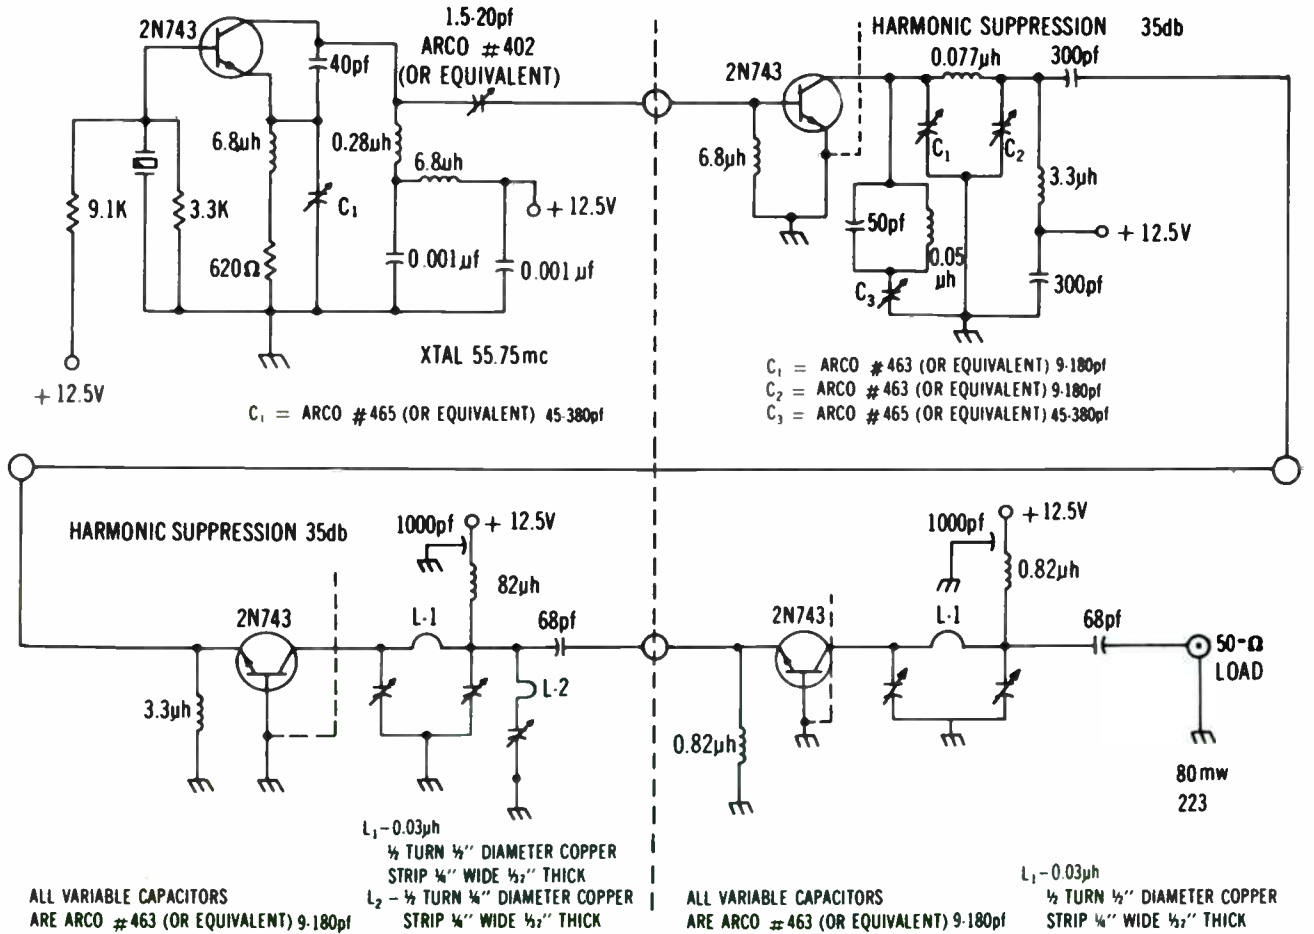 2N743
1.5-20pf
ARCO #402
(OR EQUIVALENT)
40pf
6.8µh
0.28µh
6.8µh
9.1K
3.3K
C₁
+ 12.5V
620Ω
0.001 µf
0.001 µf
+ 12.5V
XTAL 55.75mc
C₁ = ARCO #465 (OR EQUIVALENT) 45-380pf
HARMONIC SUPPRESSION 35db
2N743
0.077µh
300pf
6.8µh
C₁
C₂
3.3µh
50pf
0.05
µh
+ 12.5V
C₃
300pf
C₁ = ARCO #463 (OR EQUIVALENT) 9-180pf
C₂ = ARCO #463 (OR EQUIVALENT) 9-180pf
C₃ = ARCO #465 (OR EQUIVALENT) 45-380pf
HARMONIC SUPPRESSION 35db
1000pf
+ 12.5V
82µh
2N743
L-1
68pf
L-2
3.3µh
L₁-0.03µh
½ TURN ½" DIAMETER COPPER
STRIP ¼" WIDE ¹⁄₃₂" THICK
L₂ - ½ TURN ¼" DIAMETER COPPER
STRIP ¼" WIDE ¹⁄₃₂" THICK
ALL VARIABLE CAPACITORS
ARE ARCO #463 (OR EQUIVALENT) 9-180pf
1000pf
+12.5V
0.82µh
2N743
L-1
68pf
50-Ω
LOAD
0.82µh
80mw
223
L₁-0.03µh
½ TURN ½" DIAMETER COPPER
STRIP ¼" WIDE ¹⁄₃₂" THICK
ALL VARIABLE CAPACITORS
ARE ARCO #463 (OR EQUIVALENT) 9-180pf